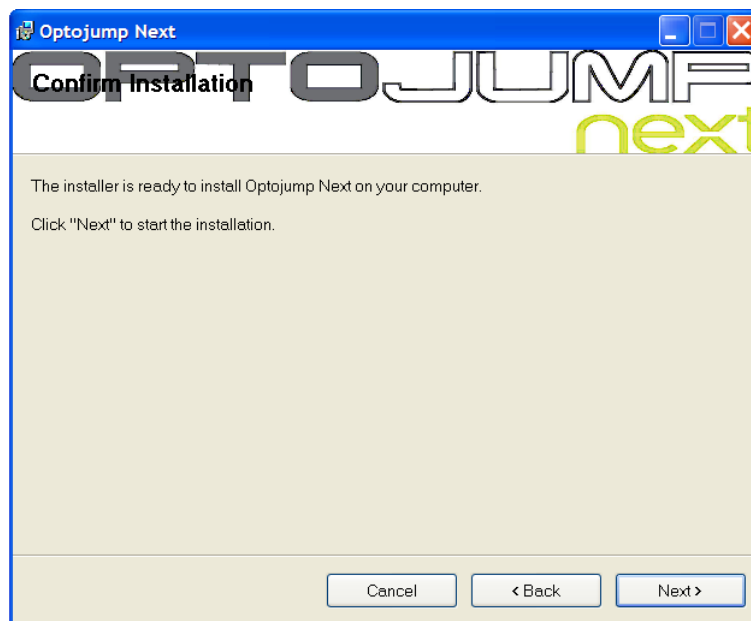 Optojump Next
OPTOJUMP
Confirm Installation
next
The installer is ready to install Optojump Next on your computer.
Click "Next" to start the installation.
Cancel
< Back
Next >